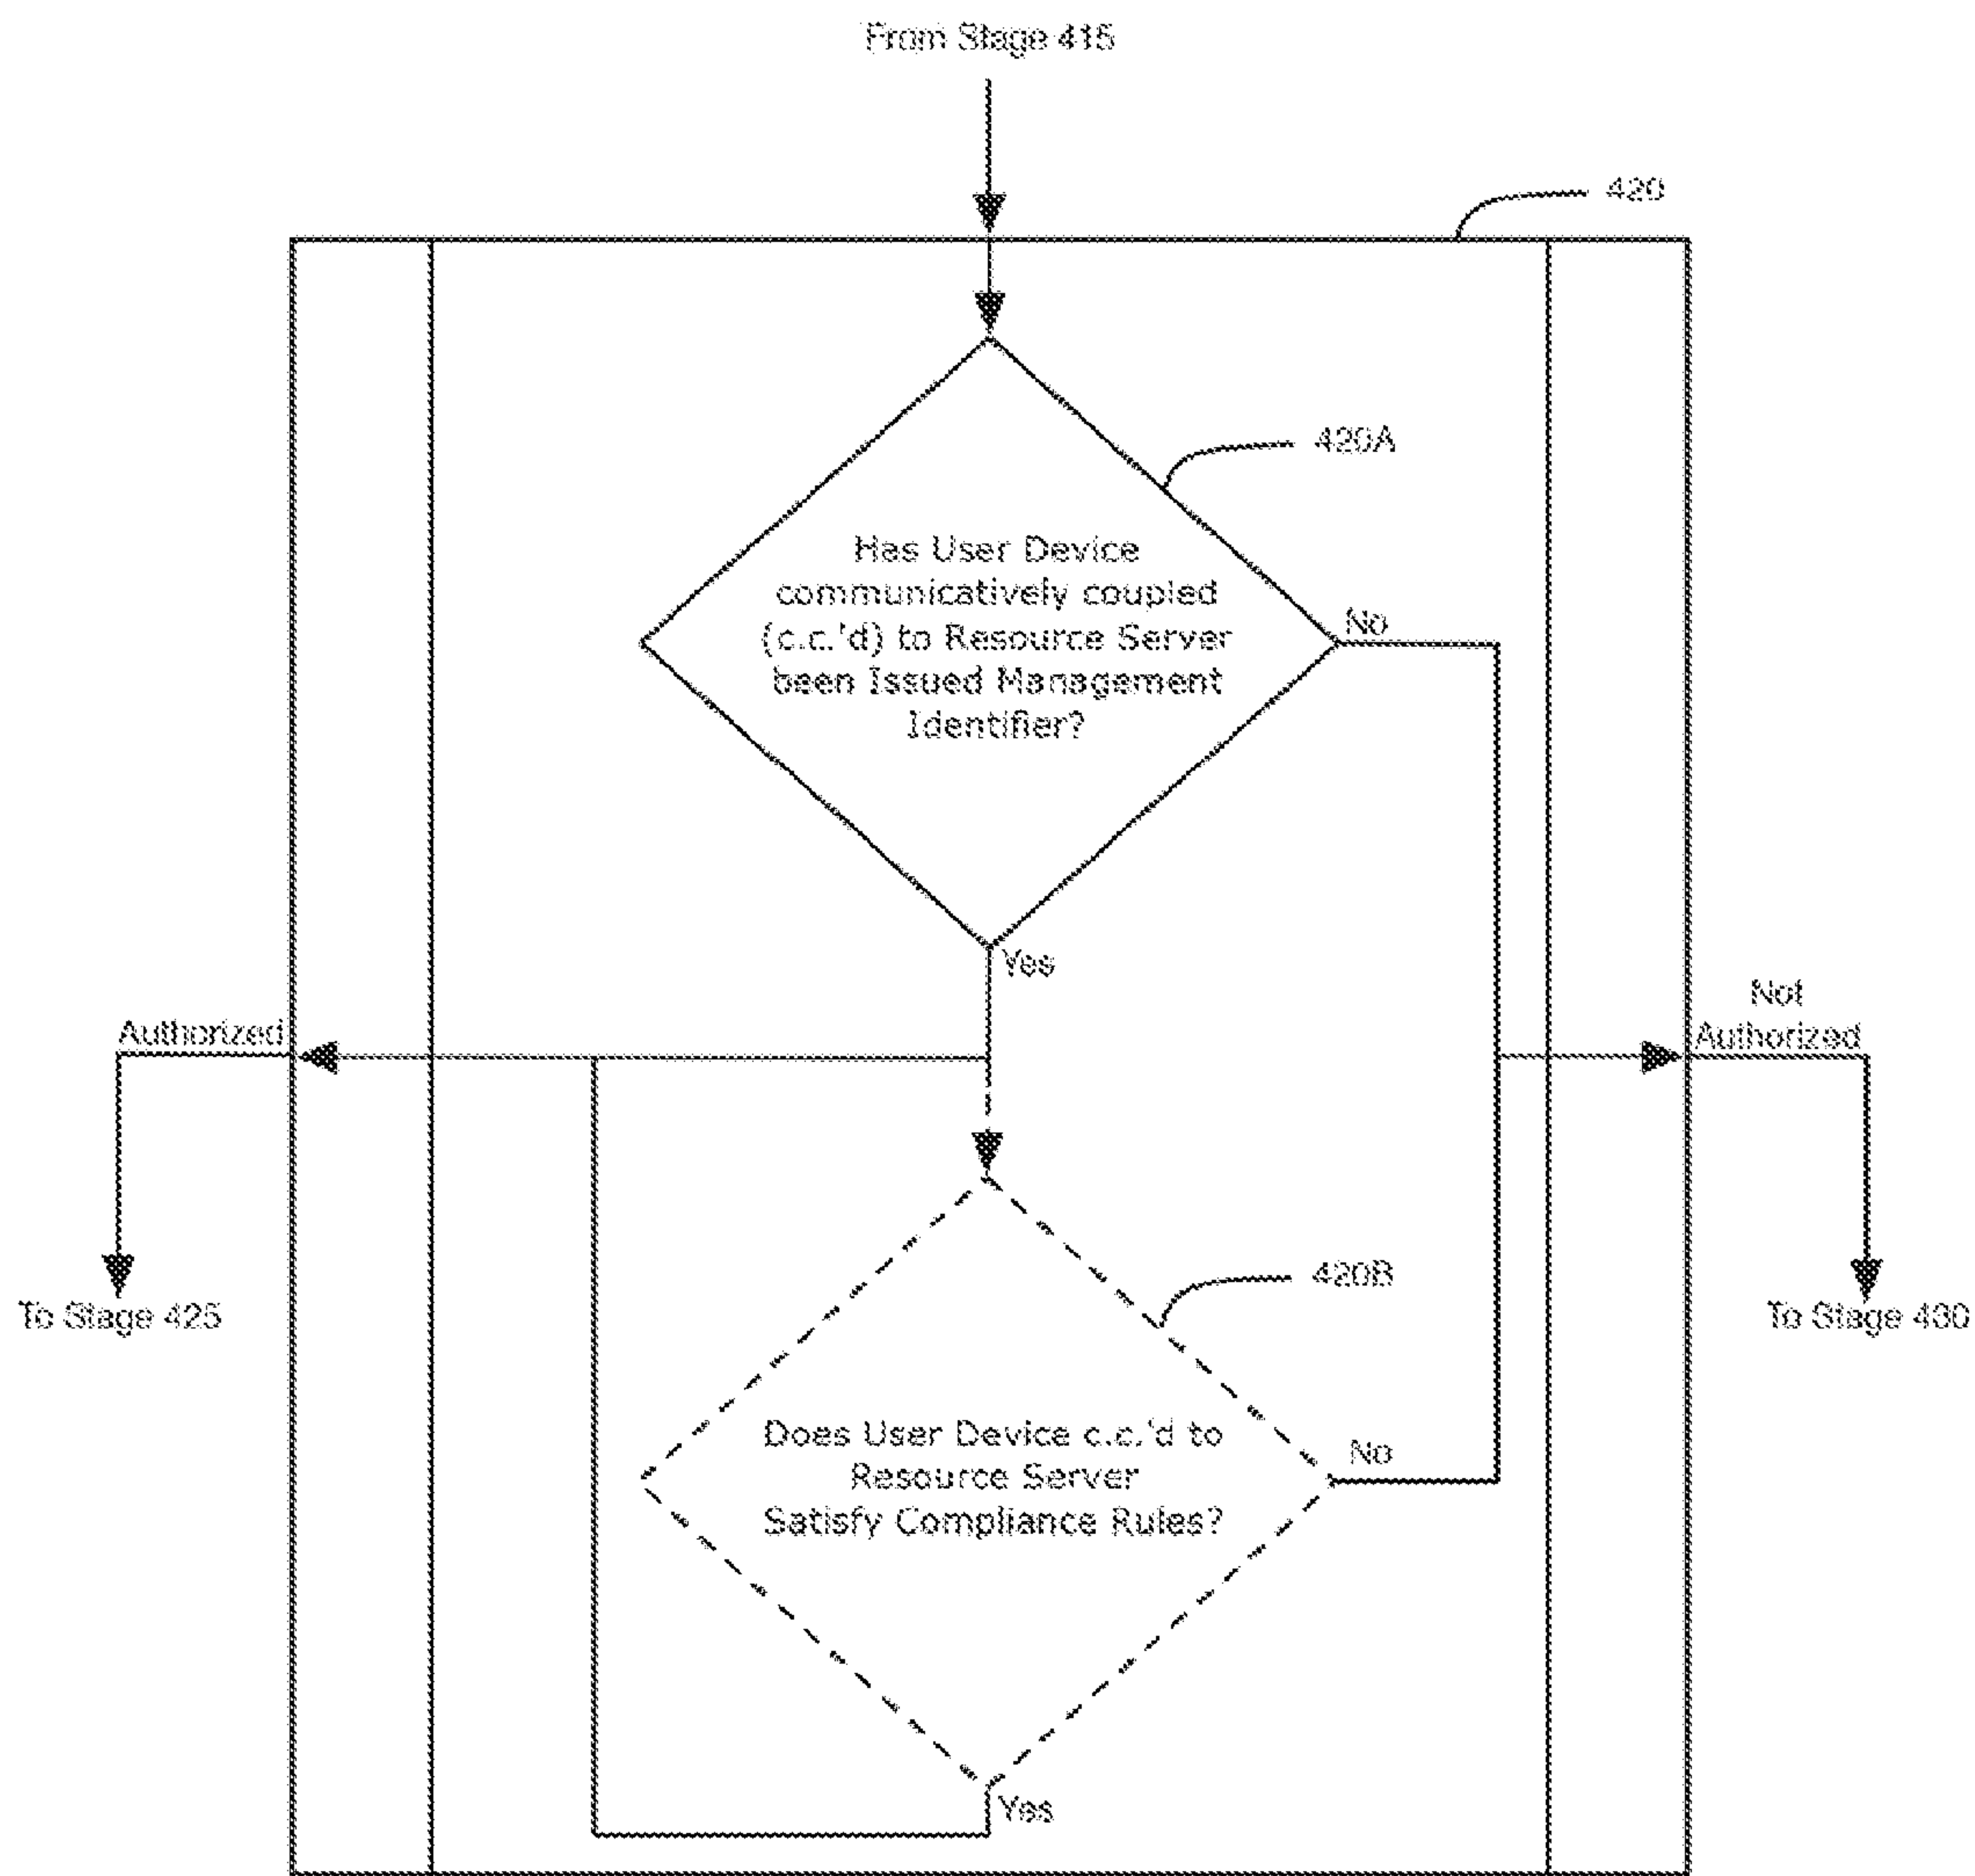 From Stage 415
420
420A
Has User Device
communicatively coupled
(c.c.'d) to Resource Server
been Issued Management
Identifier?
No
Yes
Authorized
Not
Authorized
To Stage 425
To Stage 400
420B
Does User Device c.c.'d to
Resource Server
Satisfy Compliance Rules?
No
Yes